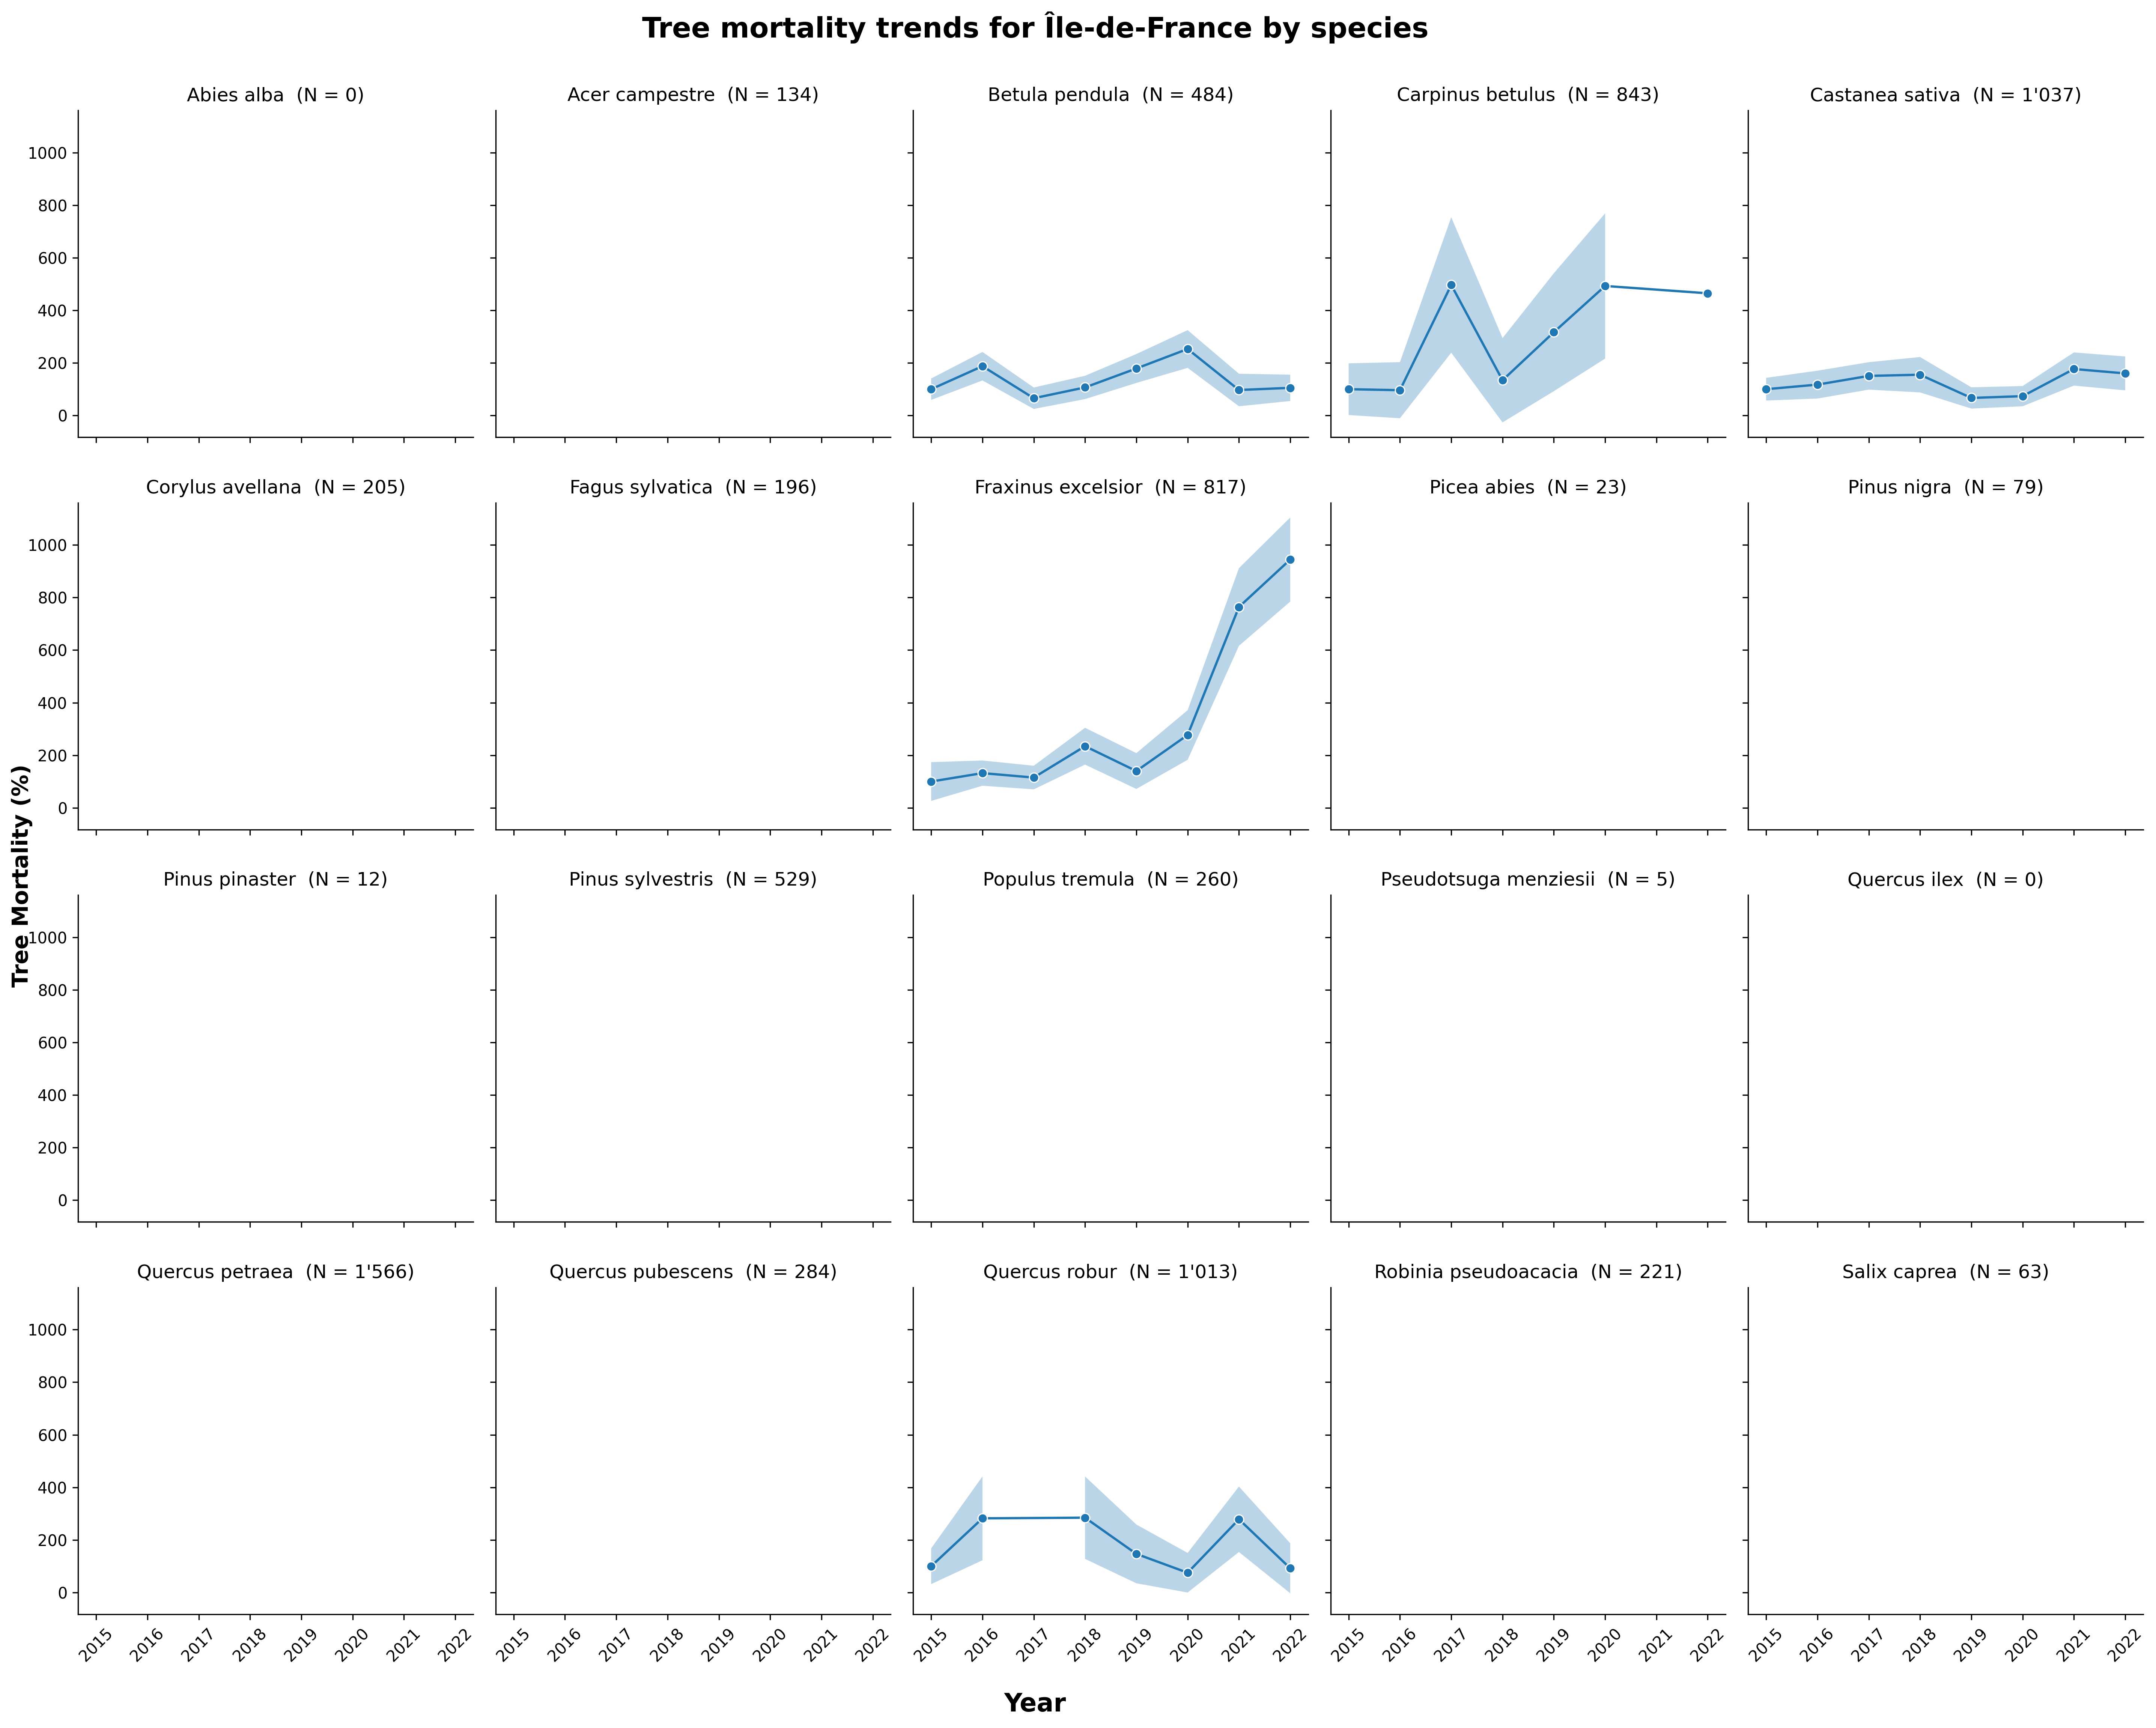 Tree mortality trends for Île-de-France by species
Abies alba  (N = 0)
Acer campestre  (N = 134)
Betula pendula  (N = 484)
Carpinus betulus  (N = 843)
Castanea sativa  (N = 1'037)
1000
800
600
400
200
0
Corylus avellana  (N = 205)
Fagus sylvatica  (N = 196)
Fraxinus excelsior  (N = 817)
Picea abies  (N = 23)
Pinus nigra  (N = 79)
1000
800
600
400
200
0
Tree Mortality (%)
Pinus pinaster  (N = 12)
Pinus sylvestris  (N = 529)
Populus tremula  (N = 260)
Pseudotsuga menziesii  (N = 5)
Quercus ilex  (N = 0)
1000
800
600
400
200
0
Quercus petraea  (N = 1'566)
Quercus pubescens  (N = 284)
Quercus robur  (N = 1'013)
Robinia pseudoacacia  (N = 221)
Salix caprea  (N = 63)
1000
800
600
400
200
0
2015 2016 2017 2018 2019 2020 2021 2022
2015 2016 2017 2018 2019 2020 2021 2022
2015 2016 2017 2018 2019 2020 2021 2022
2015 2016 2017 2018 2019 2020 2021 2022
2015 2016 2017 2018 2019 2020 2021 2022
Year